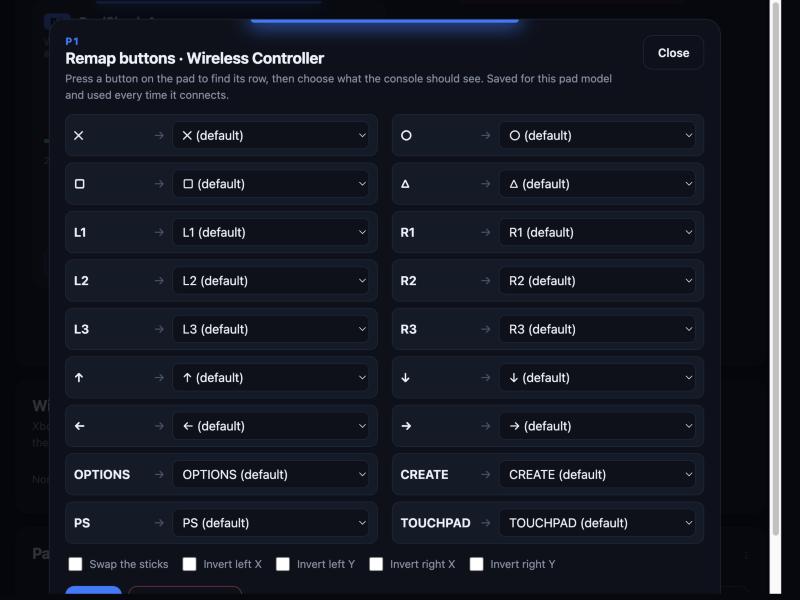 P1
Remap buttons · Wireless Controller
Close
Press a button on the pad to find its row, then choose what the console should see. Saved for this pad model
and used every time it connects.
✕ → ✕ (default) ○ → ○ (default)
□ → □ (default) △ → △ (default)
L1 → L1 (default) R1 → R1 (default)
L2 → L2 (default) R2 → R2 (default)
L3 → L3 (default) R3 → R3 (default)
↑ → ↑ (default) ↓ → ↓ (default)
← → ← (default) → → → (default)
OPTIONS → OPTIONS (default) CREATE → CREATE (default)
PS → PS (default) TOUCHPAD → TOUCHPAD (default)
Swap the sticks Invert left X Invert left Y Invert right X Invert right Y